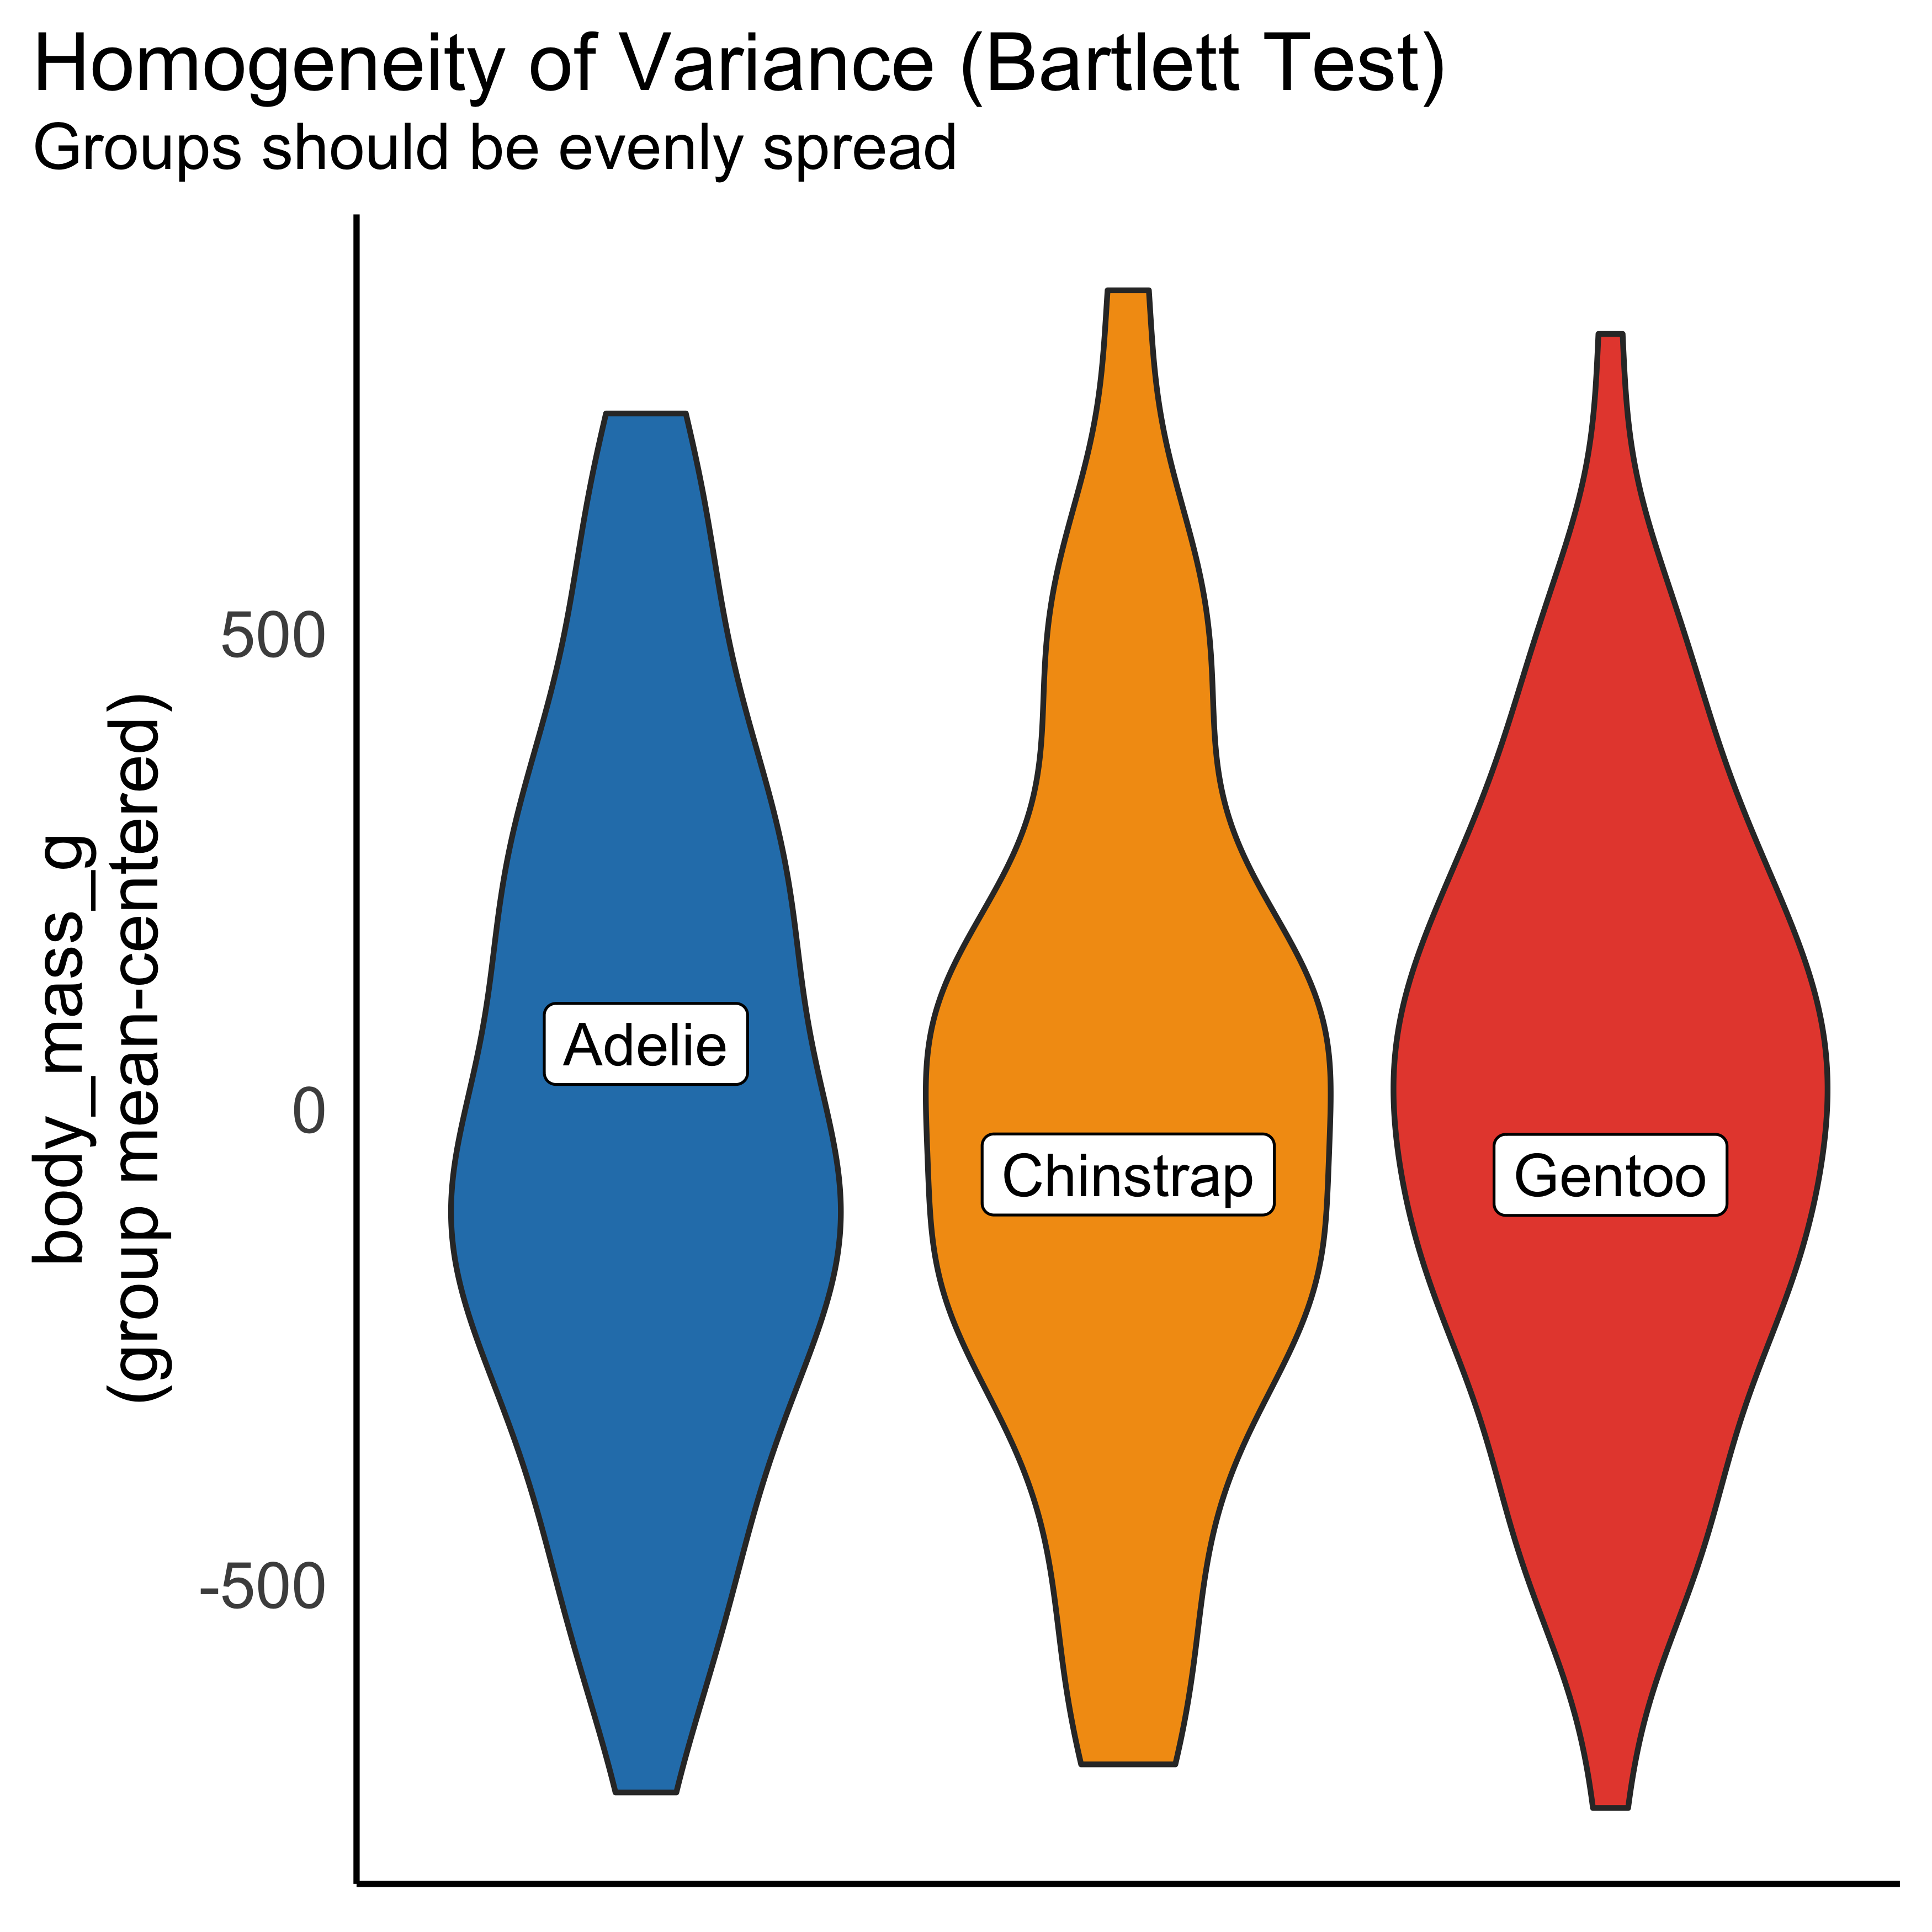 Homogeneity of Variance (Bartlett Test)
Groups should be evenly spread
body_mass_g
(group mean-centered)
500
0
-500
Adelie
Chinstrap
Gentoo